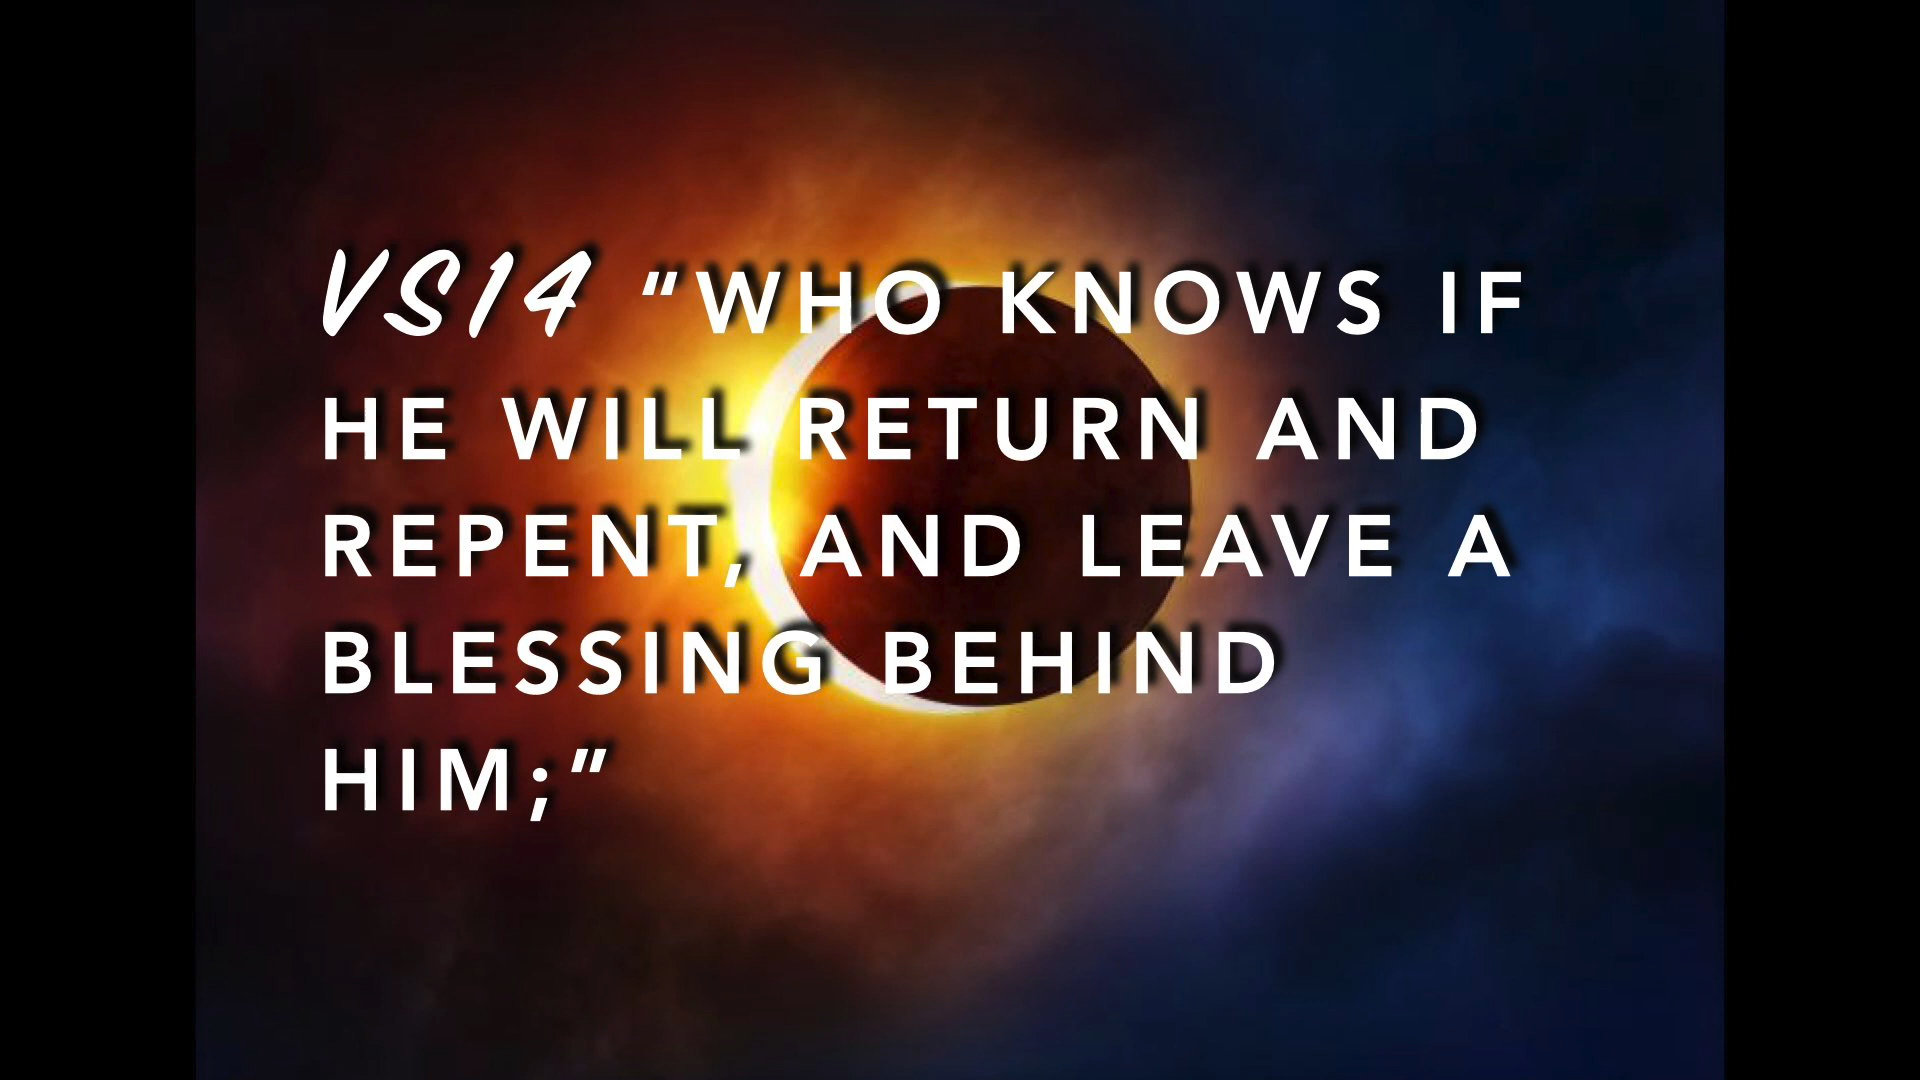 VS14 “WHO KNOWS IF
HE WILL RETURN AND
REPENT, AND LEAVE A
BLESSING BEHIND
HIM;”